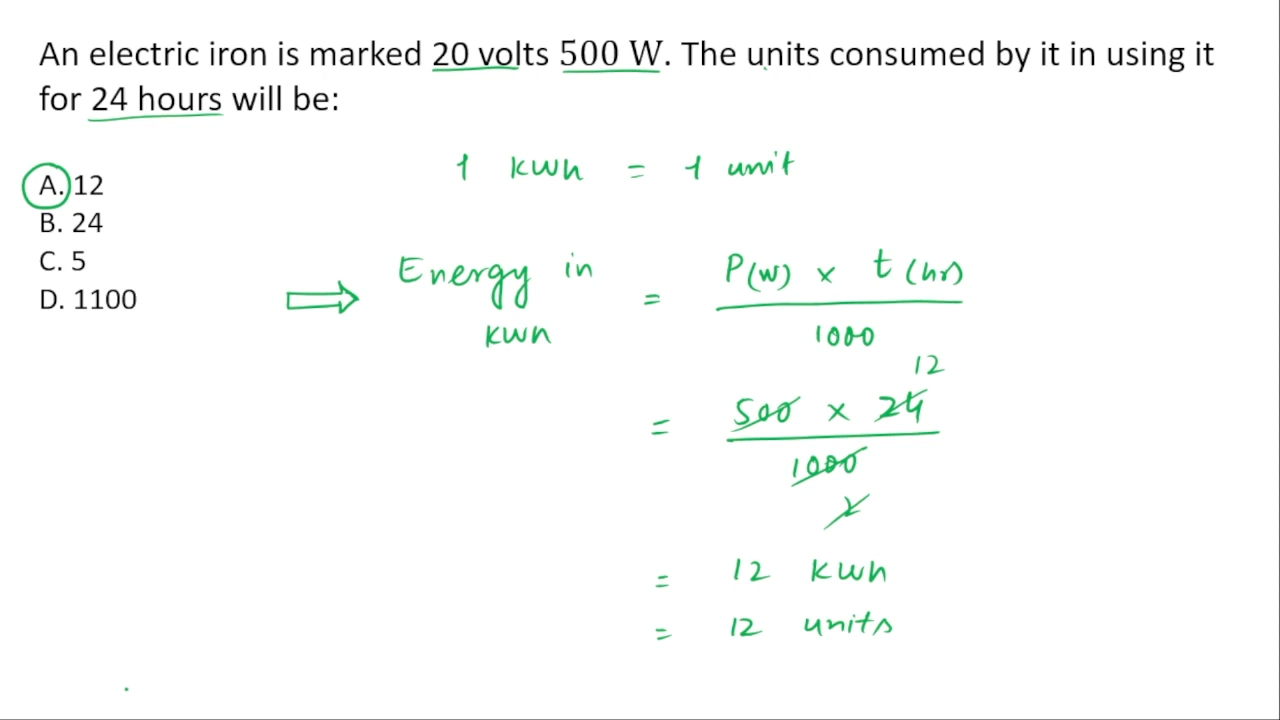 An electric iron is marked 20 volts 500 W. The units consumed by it in using it
for 24 hours will be:
A. 12
B. 24
C. 5
D. 1100
1 kwh = 1 unit
Energy in kwh = P(w) × t (hr) / 1000
= 500 × 24 / 1000
12
2
= 12 kwh
= 12 units